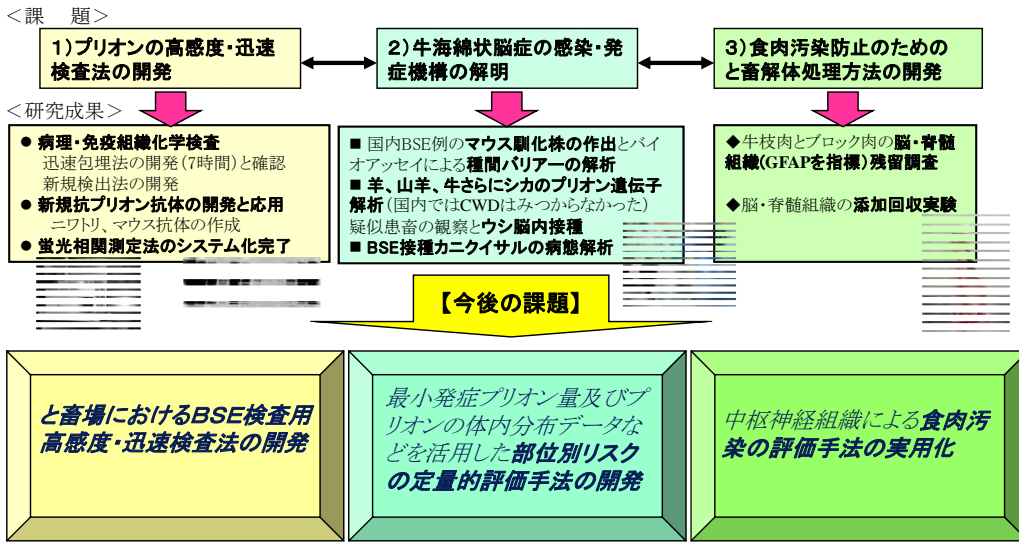 ＜課　題＞
1）プリオンの高感度・迅速
検査法の開発
2）牛海綿状脳症の感染・発
症機構の解明
3）食肉汚染防止のための
と畜解体処理方法の開発
＜研究成果＞
● 病理・免疫組織化学検査
迅速包埋法の開発（7時間）と確認
新規検出法の開発
● 新規抗プリオン抗体の開発と応用
ニワトリ、マウス抗体の作成
● 蛍光相関測定法のシステム化完了
■ 国内BSE例のマウス馴化株の作出とバイ
オアッセイによる種間バリアーの解析
■ 羊、山羊、牛さらにシカのプリオン遺伝子
解析（国内ではCWDはみつからなかった）
疑似患畜の観察とウシ脳内接種
■ BSE接種カニクイサルの病態解析
◆牛枝肉とブロック肉の脳・脊髄
組織(GFAPを指標)残留調査
◆脳・脊髄組織の添加回収実験
【今後の課題】
と畜場におけるBSE検査用
高感度・迅速検査法の開発
最小発症プリオン量及びプ
リオンの体内分布データな
どを活用した部位別リスク
の定量的評価手法の開発
中枢神経組織による食肉汚
染の評価手法の実用化